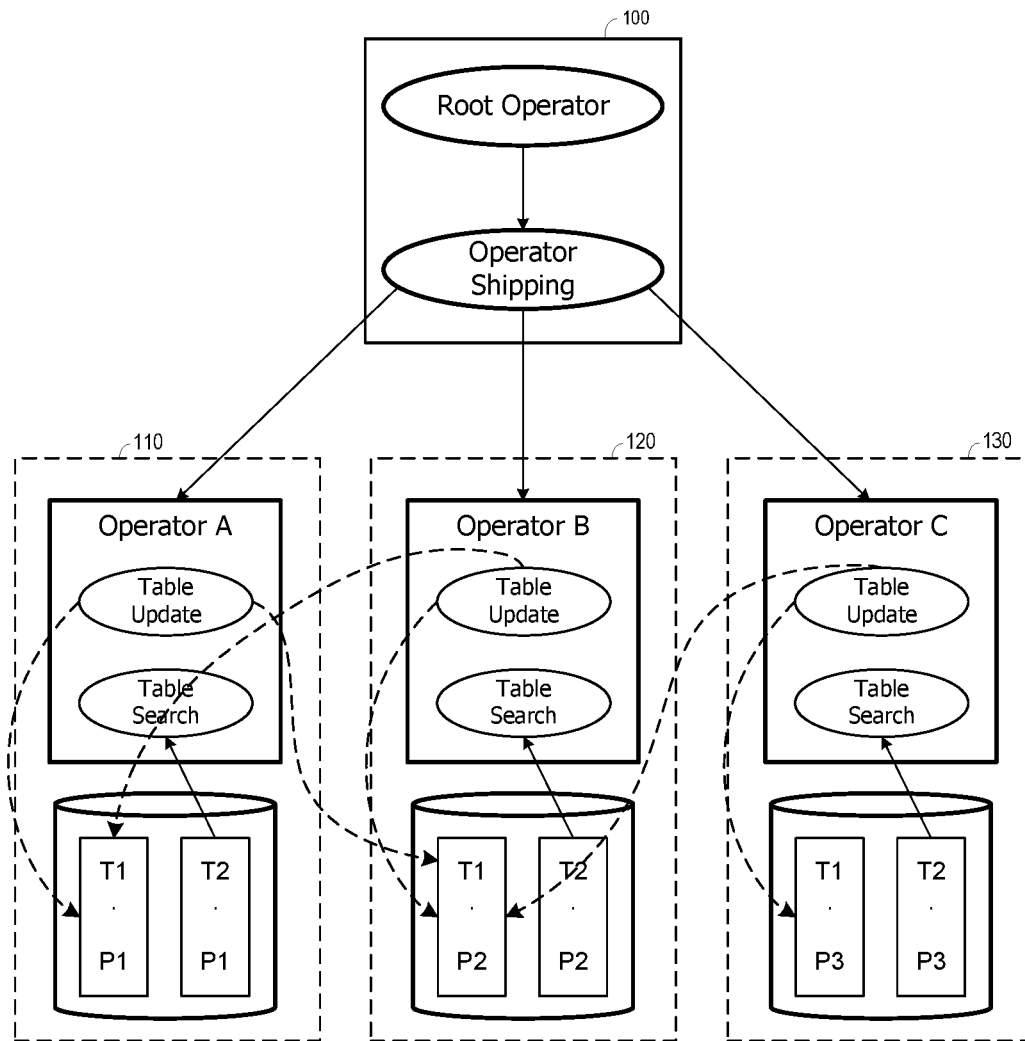 100
Root Operator
Operator
Shipping
110
120
130
Operator A
Table
Update
Table
Search
T1
.
P1
T2
.
P1
Operator B
Table
Update
Table
Search
T1
.
P2
T2
.
P2
Operator C
Table
Update
Table
Search
T1
.
P3
T2
.
P3